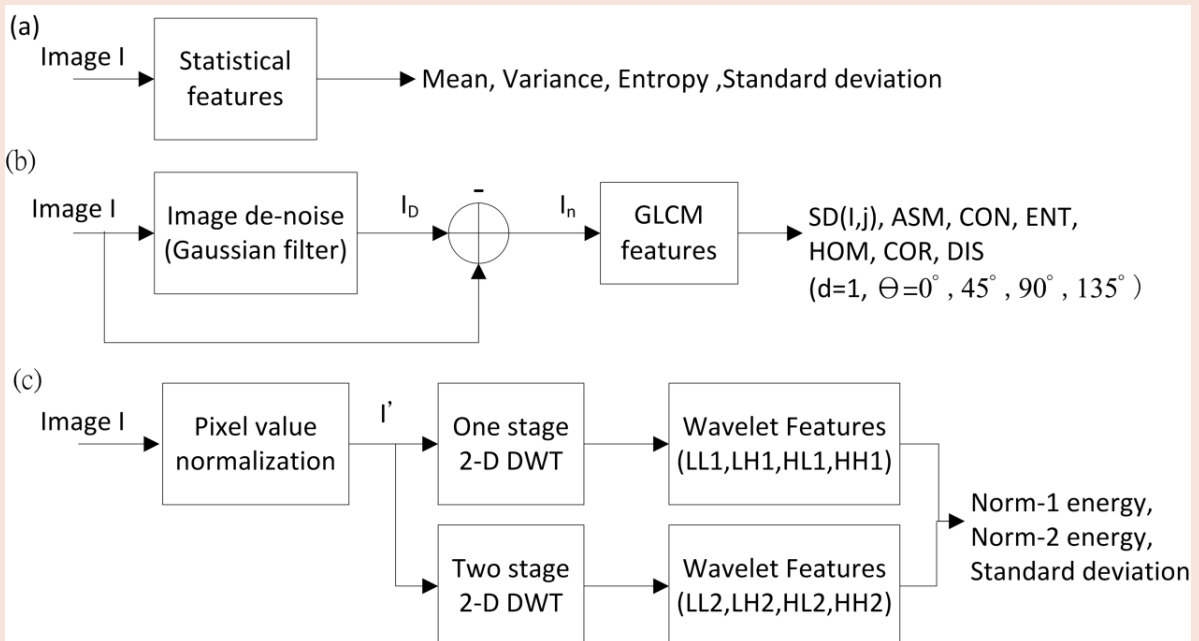 (a)
Image I
Statistical
features
Mean, Variance, Entropy ,Standard deviation
(b)
Image I
Image de-noise
(Gaussian filter)
I_D
-
I_n
GLCM
features
SD(I,j), ASM, CON, ENT,
HOM, COR, DIS
(d=1, Θ=0°, 45°, 90°, 135°)
(c)
Image I
Pixel value
normalization
I'
One stage
2-D DWT
Wavelet Features
(LL1,LH1,HL1,HH1)
Two stage
2-D DWT
Wavelet Features
(LL2,LH2,HL2,HH2)
Norm-1 energy,
Norm-2 energy,
Standard deviation